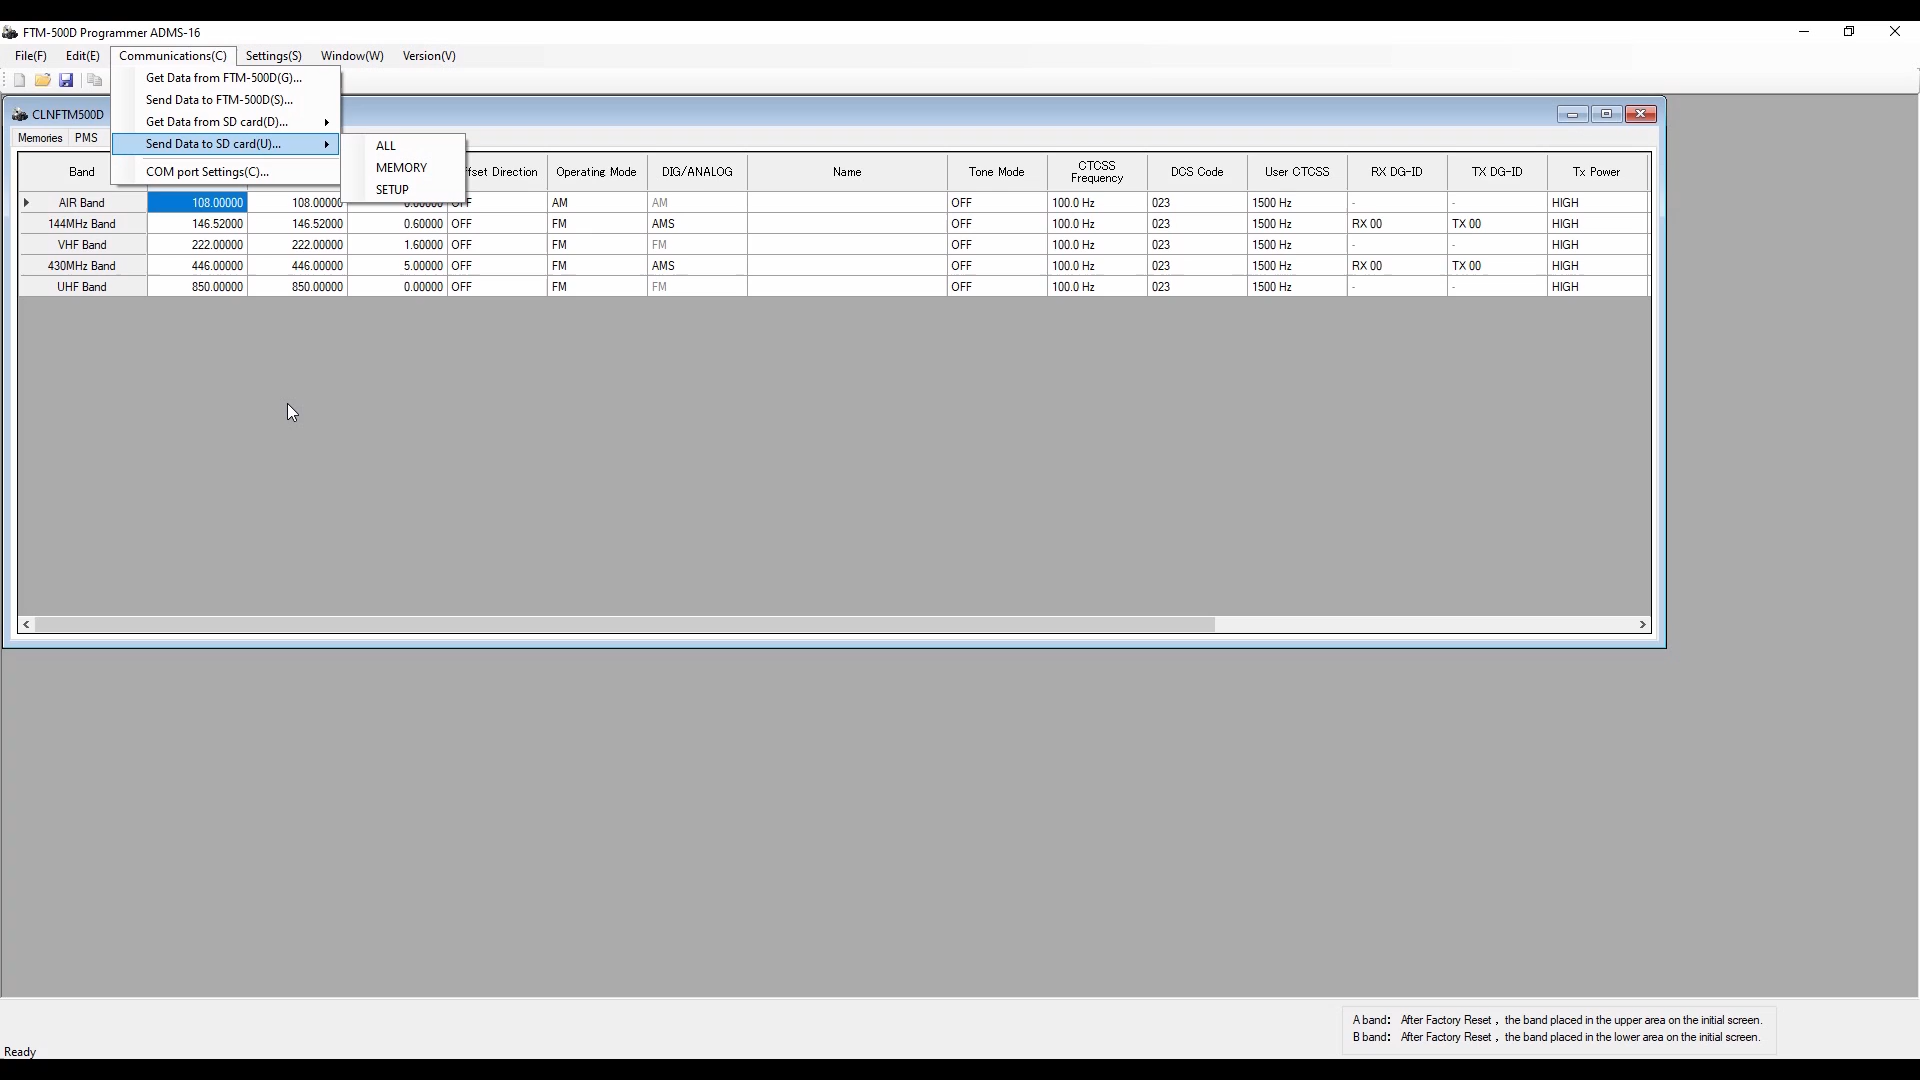 FTM-500D Programmer ADMS-16
File(F) Edit(E) Communications(C) Settings(S) Window(W) Version(V)
Get Data from FTM-500D(G)...
Send Data to FTM-500D(S)...
Get Data from SD card(D)...
Send Data to SD card(U)...
COM port Settings(C)...
ALL
MEMORY
SETUP
CLNFTM500D
Memories PMS
Band Direction Operating Mode DIG/ANALOG Name Tone Mode CTCSS Frequency DCS Code User CTCSS RX DG-ID TX DG-ID Tx Power
AIR Band 108.00000 108.00000 0.00000 OFF AM AM OFF 100.0 Hz 023 1500 Hz - - HIGH
144MHz Band 146.52000 146.52000 0.60000 OFF FM AMS OFF 100.0 Hz 023 1500 Hz RX 00 TX 00 HIGH
VHF Band 222.00000 222.00000 1.60000 OFF FM FM OFF 100.0 Hz 023 1500 Hz - - HIGH
430MHz Band 446.00000 446.00000 5.00000 OFF FM AMS OFF 100.0 Hz 023 1500 Hz RX 00 TX 00 HIGH
UHF Band 850.00000 850.00000 0.00000 OFF FM FM OFF 100.0 Hz 023 1500 Hz - - HIGH
A band: After Factory Reset , the band placed in the upper area on the initial screen.
B band: After Factory Reset , the band placed in the lower area on the initial screen.
Ready